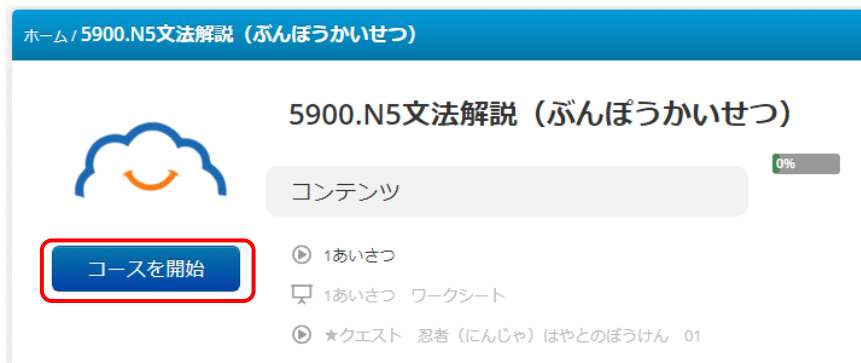 ホーム / 5900.N5文法解説（ぶんぽうかいせつ）
5900.N5文法解説（ぶんぽうかいせつ）
0%
コンテンツ
コースを開始
1あいさつ
1あいさつ　ワークシート
★クエスト　忍者（にんじゃ）はやとのぼうけん　01